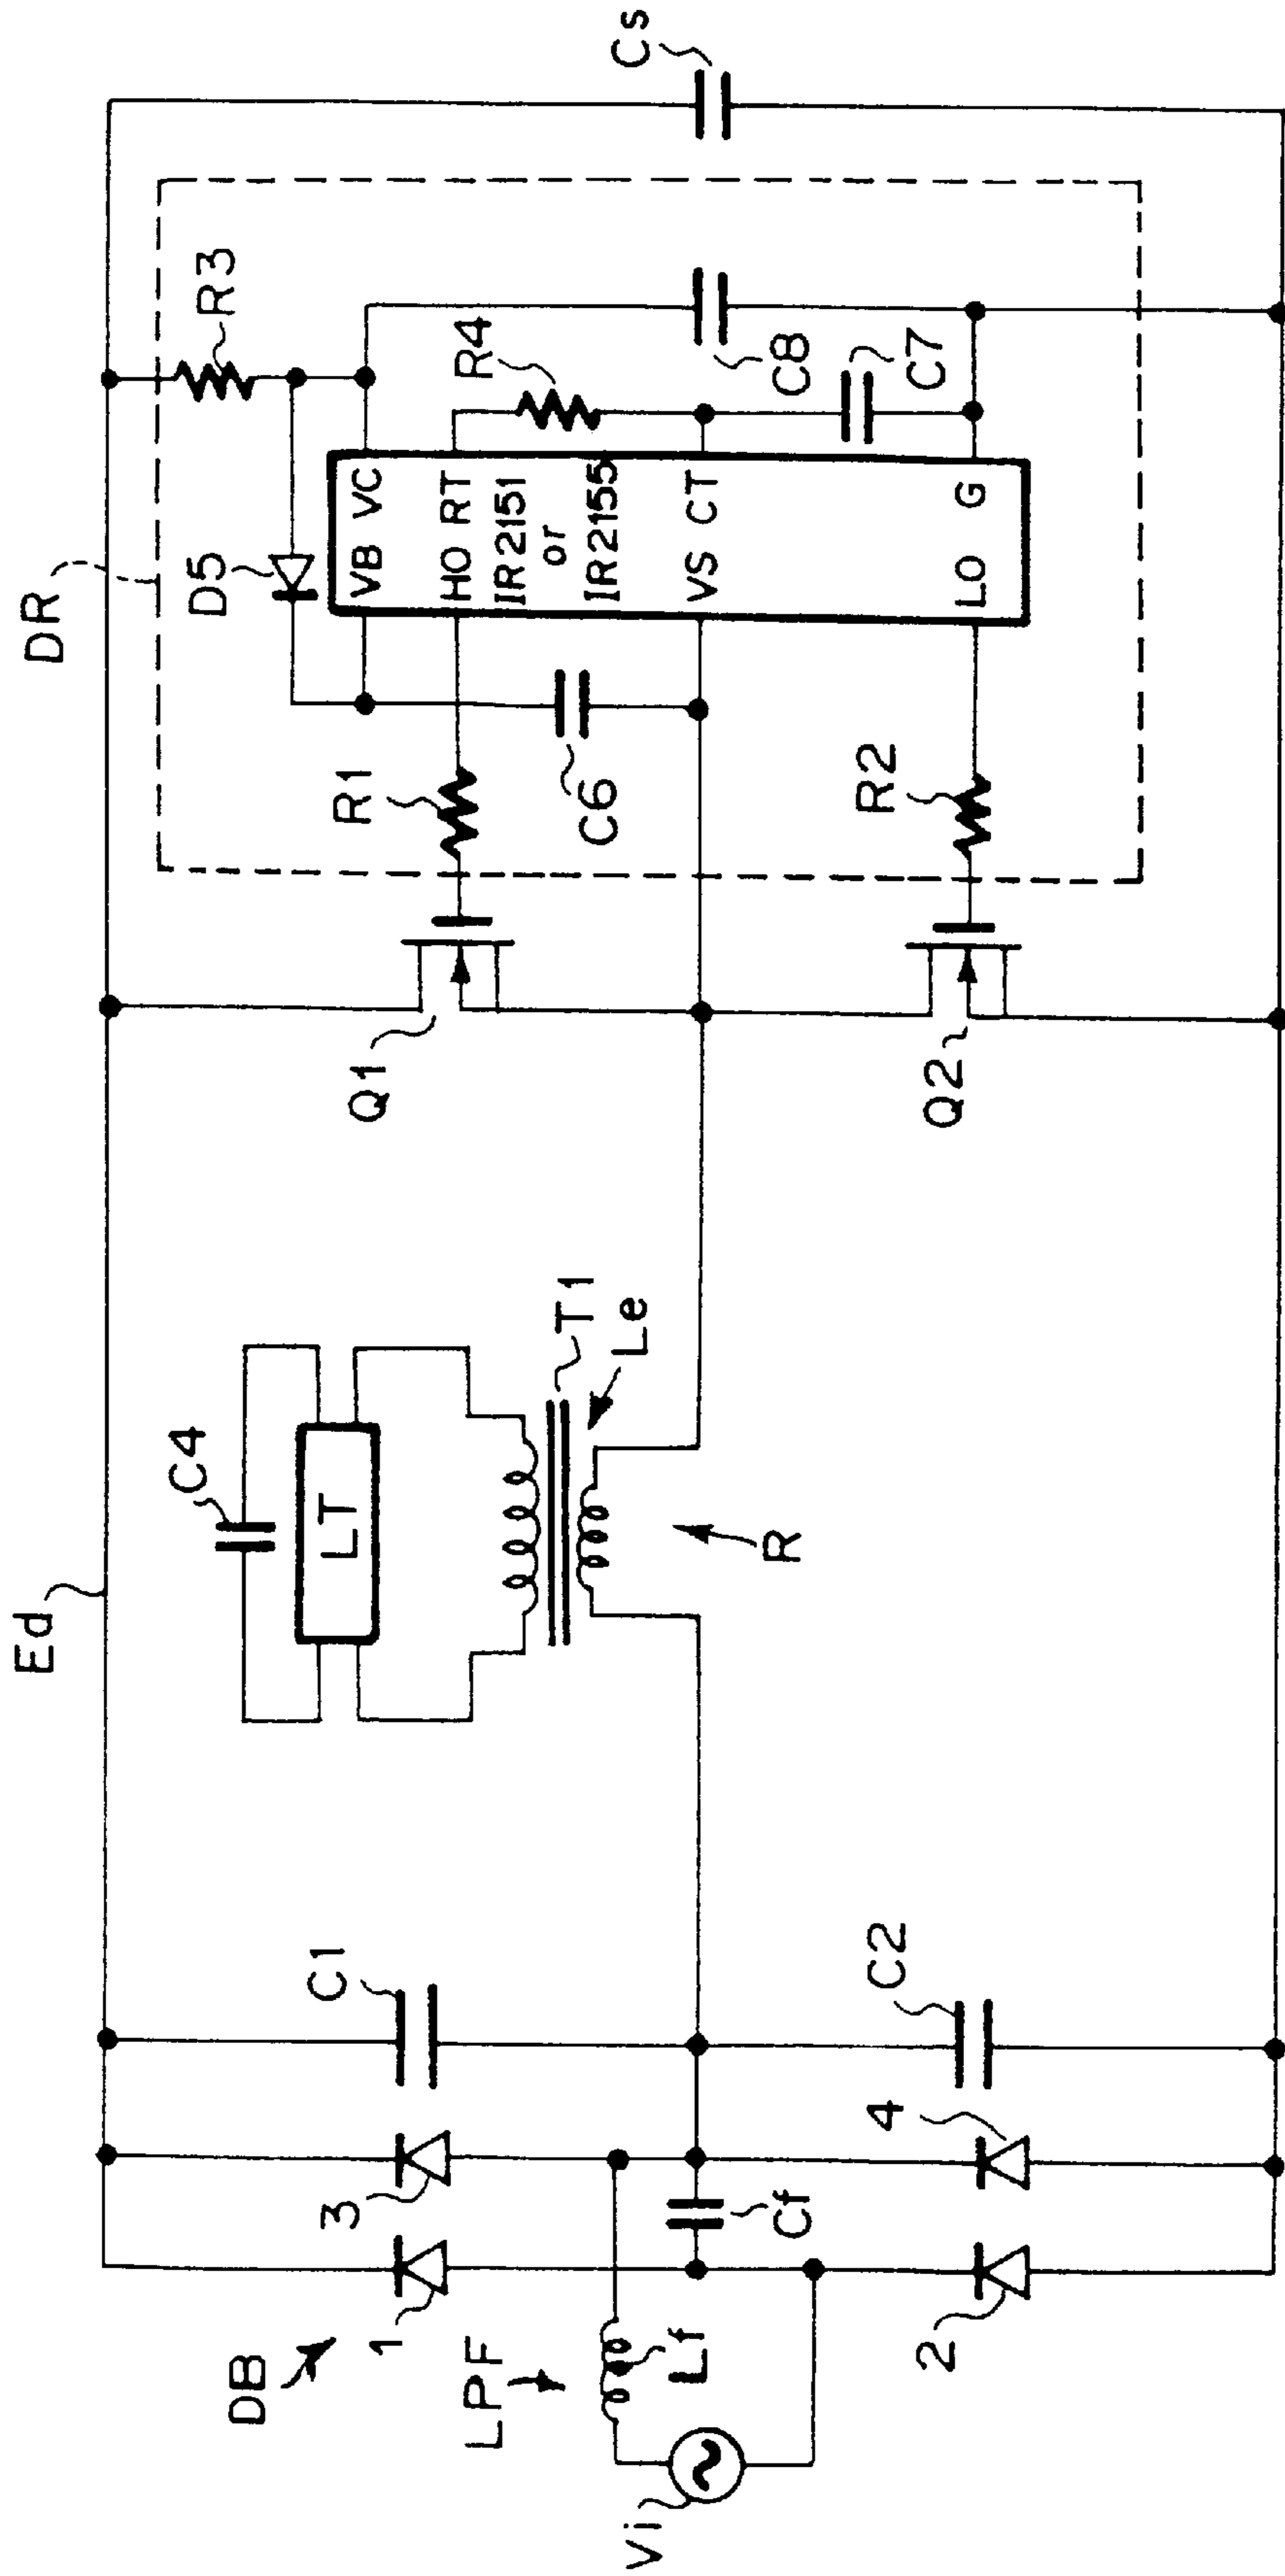 Ed
DR
DB
LPF
Vi
Lf
1
3
2
4
Cf
C1
C2
C4
LT
T1
Le
R
Q1
Q2
R1
R2
C6
D5
R3
R4
C8
C7
Cs
VB VC
HO RT
IR2151
or
IR2155
VS CT
LO G